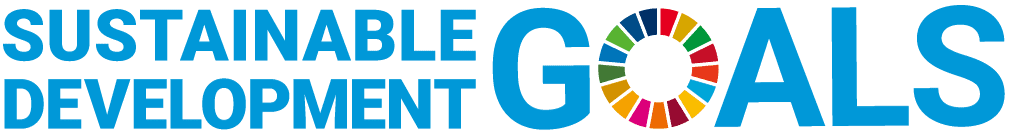 SUSTAINABLE
DEVELOPMENT
GOALS